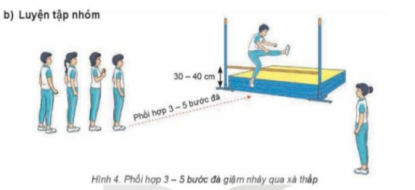 b) Luyện tập nhóm
30 – 40 cm
Phối hợp 3 – 5 bước đà
Hình 4. Phối hợp 3 – 5 bước đà giậm nhảy qua xà thấp